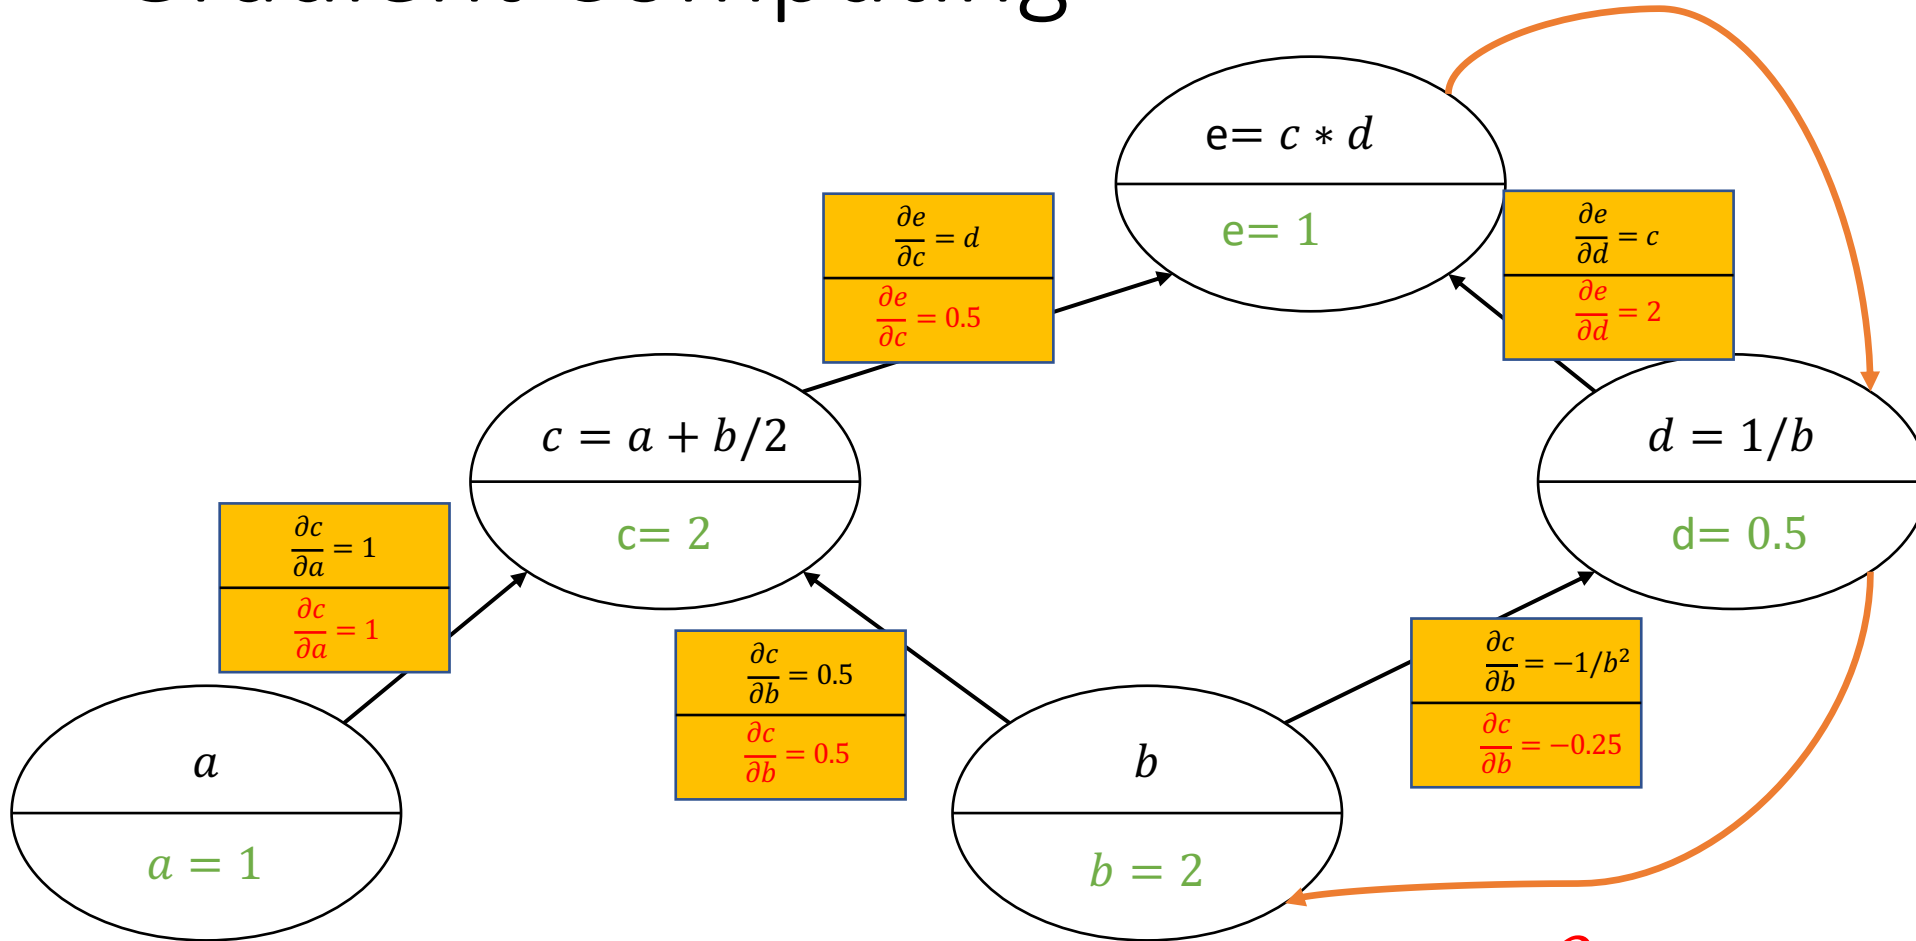 e= c ∗ d
e= 1
∂e/∂c = d
∂e/∂c = 0.5
∂e/∂d = c
∂e/∂d = 2
c = a + b/2
c= 2
d = 1/b
d= 0.5
∂c/∂a = 1
∂c/∂a = 1
∂c/∂b = 0.5
∂c/∂b = 0.5
∂c/∂b = −1/b²
∂c/∂b = −0.25
a
a = 1
b
b = 2